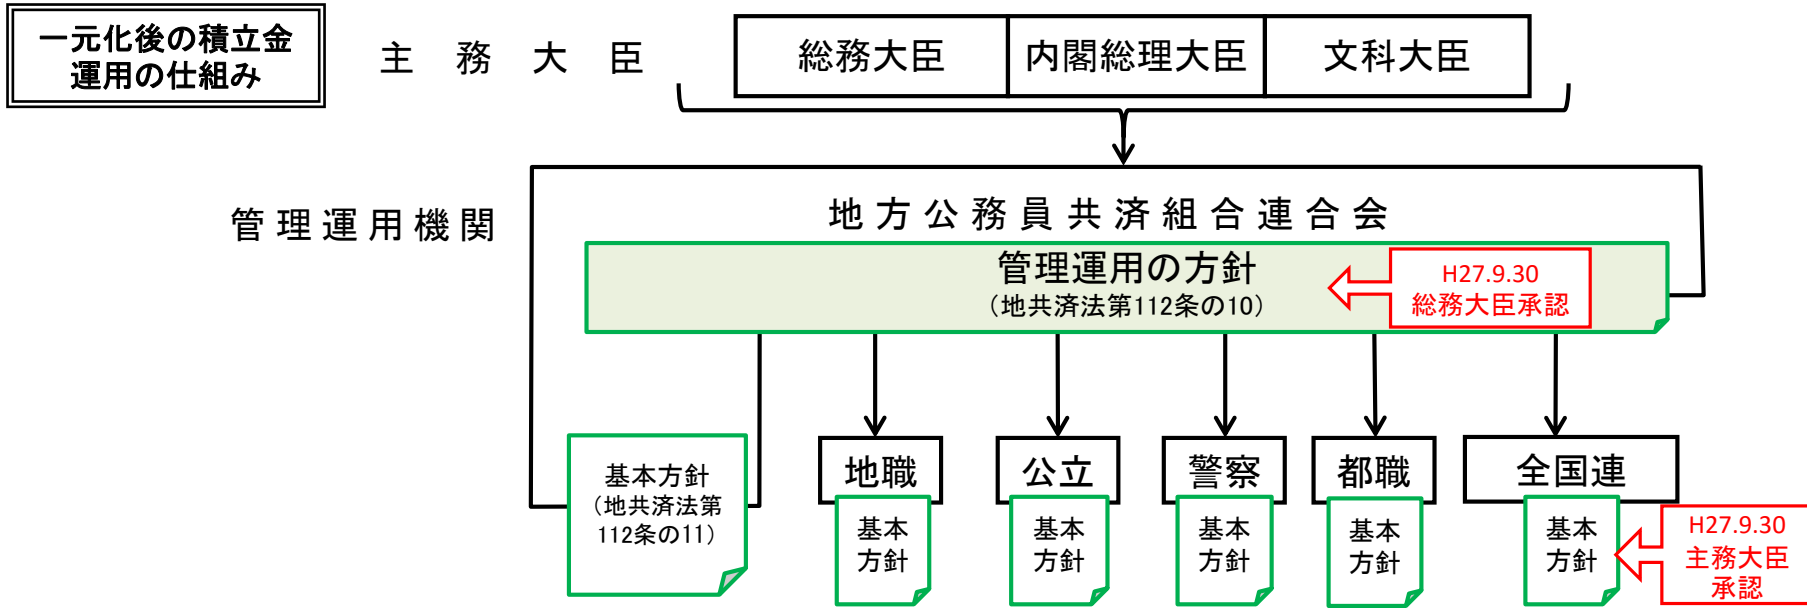 一元化後の積立金
運用の仕組み
主務大臣
総務大臣
内閣総理大臣
文科大臣
管理運用機関
地方公務員共済組合連合会
管理運用の方針
（地共済法第112条の10）
H27.9.30
総務大臣承認
基本方針
（地共済法第
112条の11）
地職
基本
方針
公立
基本
方針
警察
基本
方針
都職
基本
方針
全国連
基本
方針
H27.9.30
主務大臣
承認